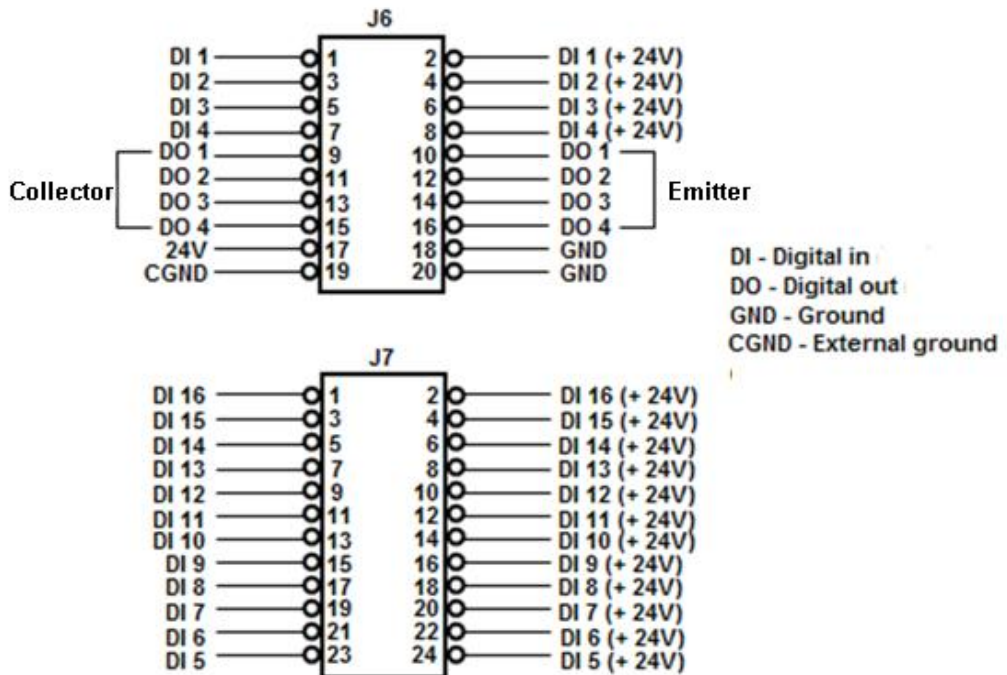 J6
DI 1 1 2 DI 1 (+ 24V)
DI 2 3 4 DI 2 (+ 24V)
DI 3 5 6 DI 3 (+ 24V)
DI 4 7 8 DI 4 (+ 24V)
DO 1 9 10 DO 1
DO 2 11 12 DO 2
Collector
Emitter
DO 3 13 14 DO 3
DO 4 15 16 DO 4
24V 17 18 GND
CGND 19 20 GND
DI - Digital in
DO - Digital out
GND - Ground
CGND - External ground
J7
DI 16 1 2 DI 16 (+ 24V)
DI 15 3 4 DI 15 (+ 24V)
DI 14 5 6 DI 14 (+ 24V)
DI 13 7 8 DI 13 (+ 24V)
DI 12 9 10 DI 12 (+ 24V)
DI 11 11 12 DI 11 (+ 24V)
DI 10 13 14 DI 10 (+ 24V)
DI 9 15 16 DI 9 (+ 24V)
DI 8 17 18 DI 8 (+ 24V)
DI 7 19 20 DI 7 (+ 24V)
DI 6 21 22 DI 6 (+ 24V)
DI 5 23 24 DI 5 (+ 24V)